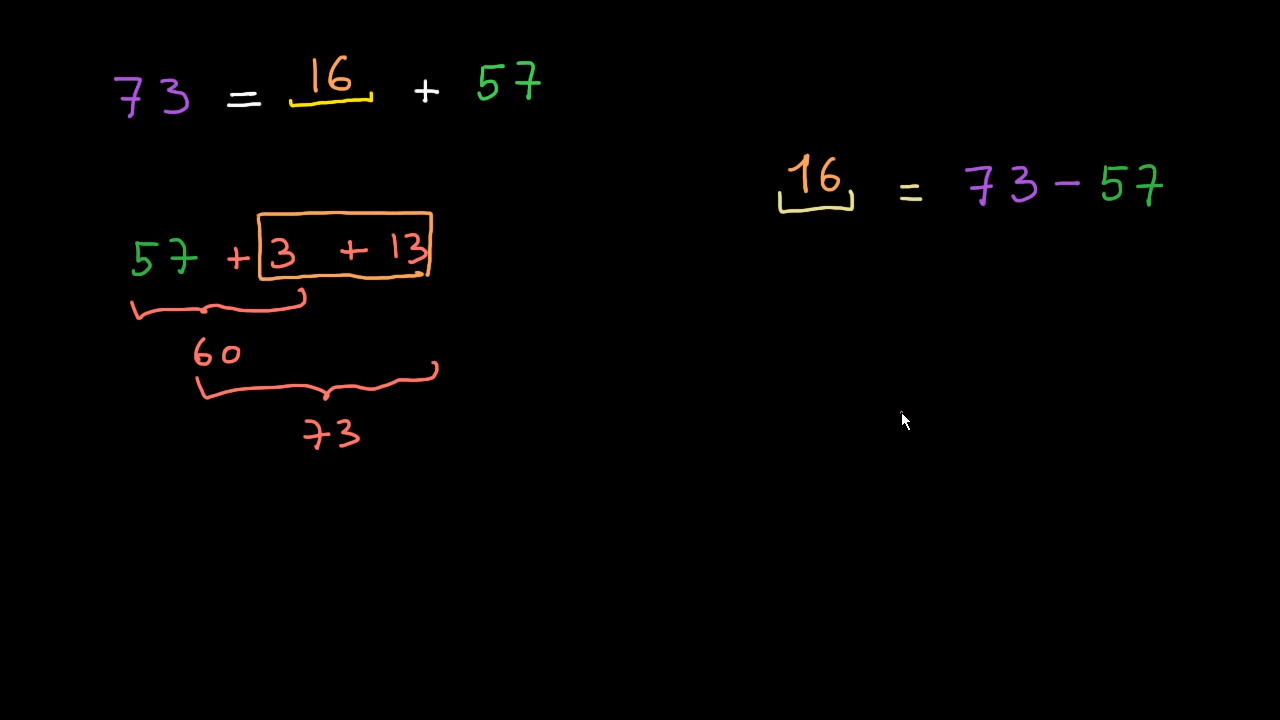 73 = 16 + 57
16 = 73 - 57
57 + 3 + 13
60
73